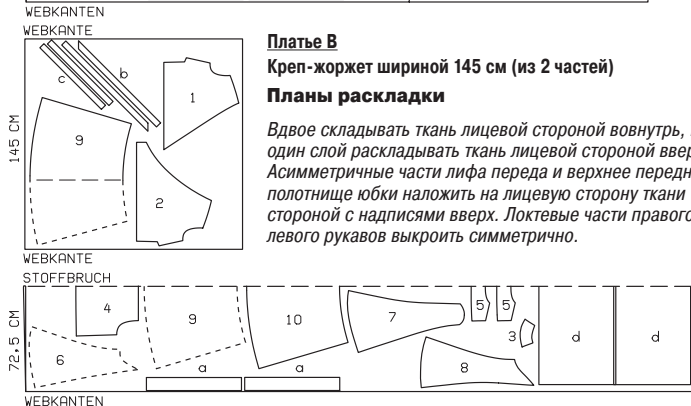 WEBKANTEN
WEBKANTE
145 CM
c
b
1
9
2
WEBKANTE
Платье В
Креп-жоржет шириной 145 см (из 2 частей)
Планы раскладки
Вдвое складывать ткань лицевой стороной вовнутрь,
один слой раскладывать ткань лицевой стороной ввер
Асимметричные части лифа переда и верхнее передн
полотнище юбки наложить на лицевую сторону ткани
стороной с надписями вверх. Локтевые части правого
левого рукавов выкроить симметрично.
STOFFBRUCH
72.5 CM
4
9
10
7
5
5
3
d
d
6
a
a
8
WEBKANTEN